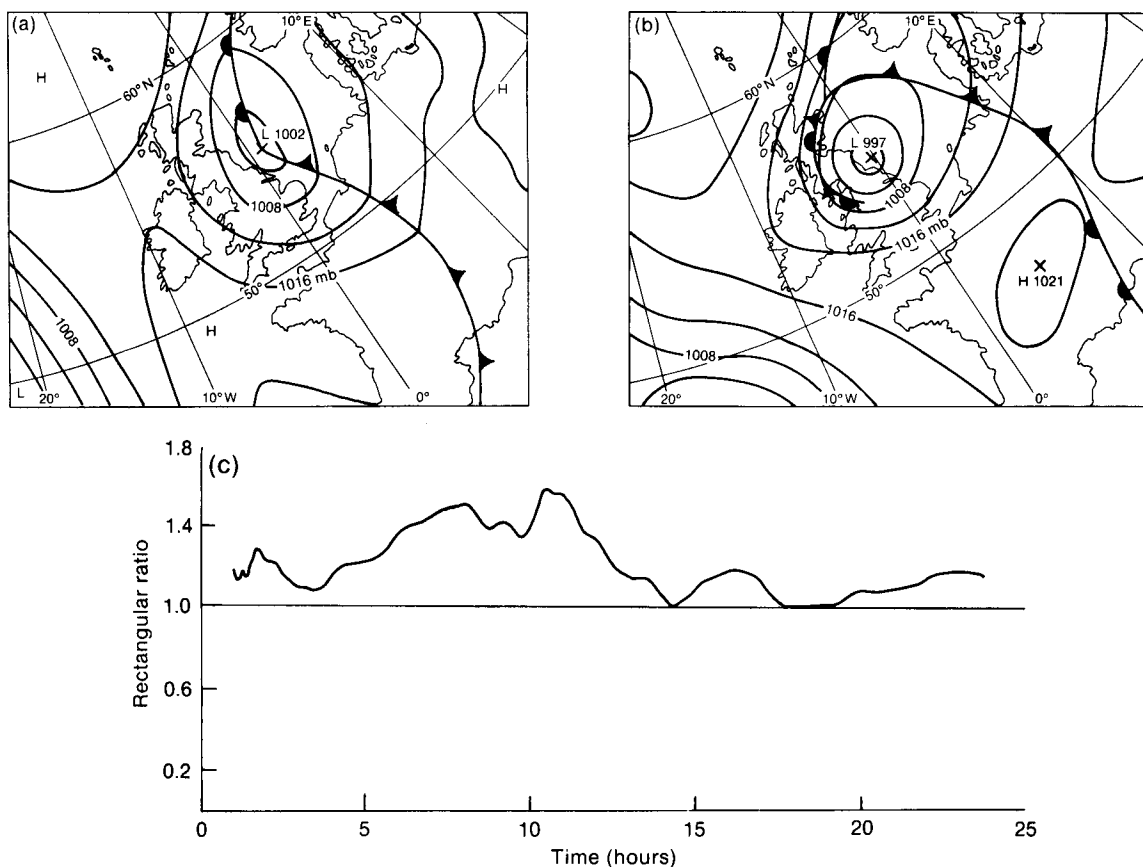 (a)
10°E
H
60°N
H
L 1002
1008
1016 mb
50°
1008
H
L
20°
10°W
0°
(b)
10°E
60°N
L 997
1008
1016 mb
H 1021
50°
1016
1008
20°
10°W
0°
(c)
1.8
1.4
1.0
0.6
0.2
Rectangular ratio
0
5
10
15
20
25
Time (hours)